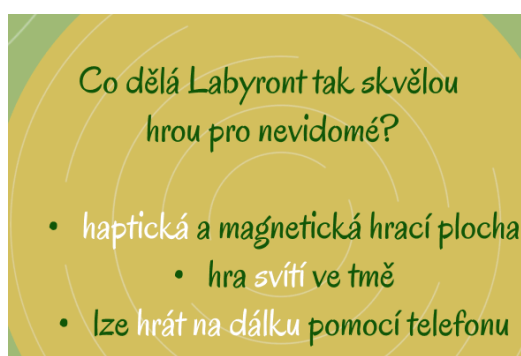 Co dělá Labyront tak skvělou
hrou pro nevidomé?
• haptická a magnetická hrací plocha
• hra svítí ve tmě
• lze hrát na dálku pomocí telefonu